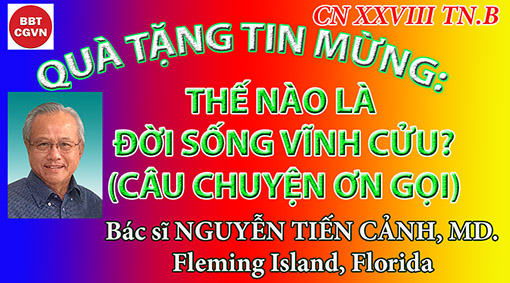 BBT
CGVN
CN XXVIII TN.B
QUÀ TẶNG TIN MỪNG:
THẾ NÀO LÀ
ĐỜI SỐNG VĨNH CỬU?
(CÂU CHUYỆN ƠN GỌI)
Bác sĩ NGUYỄN TIẾN CẢNH, MD.
Fleming Island, Florida